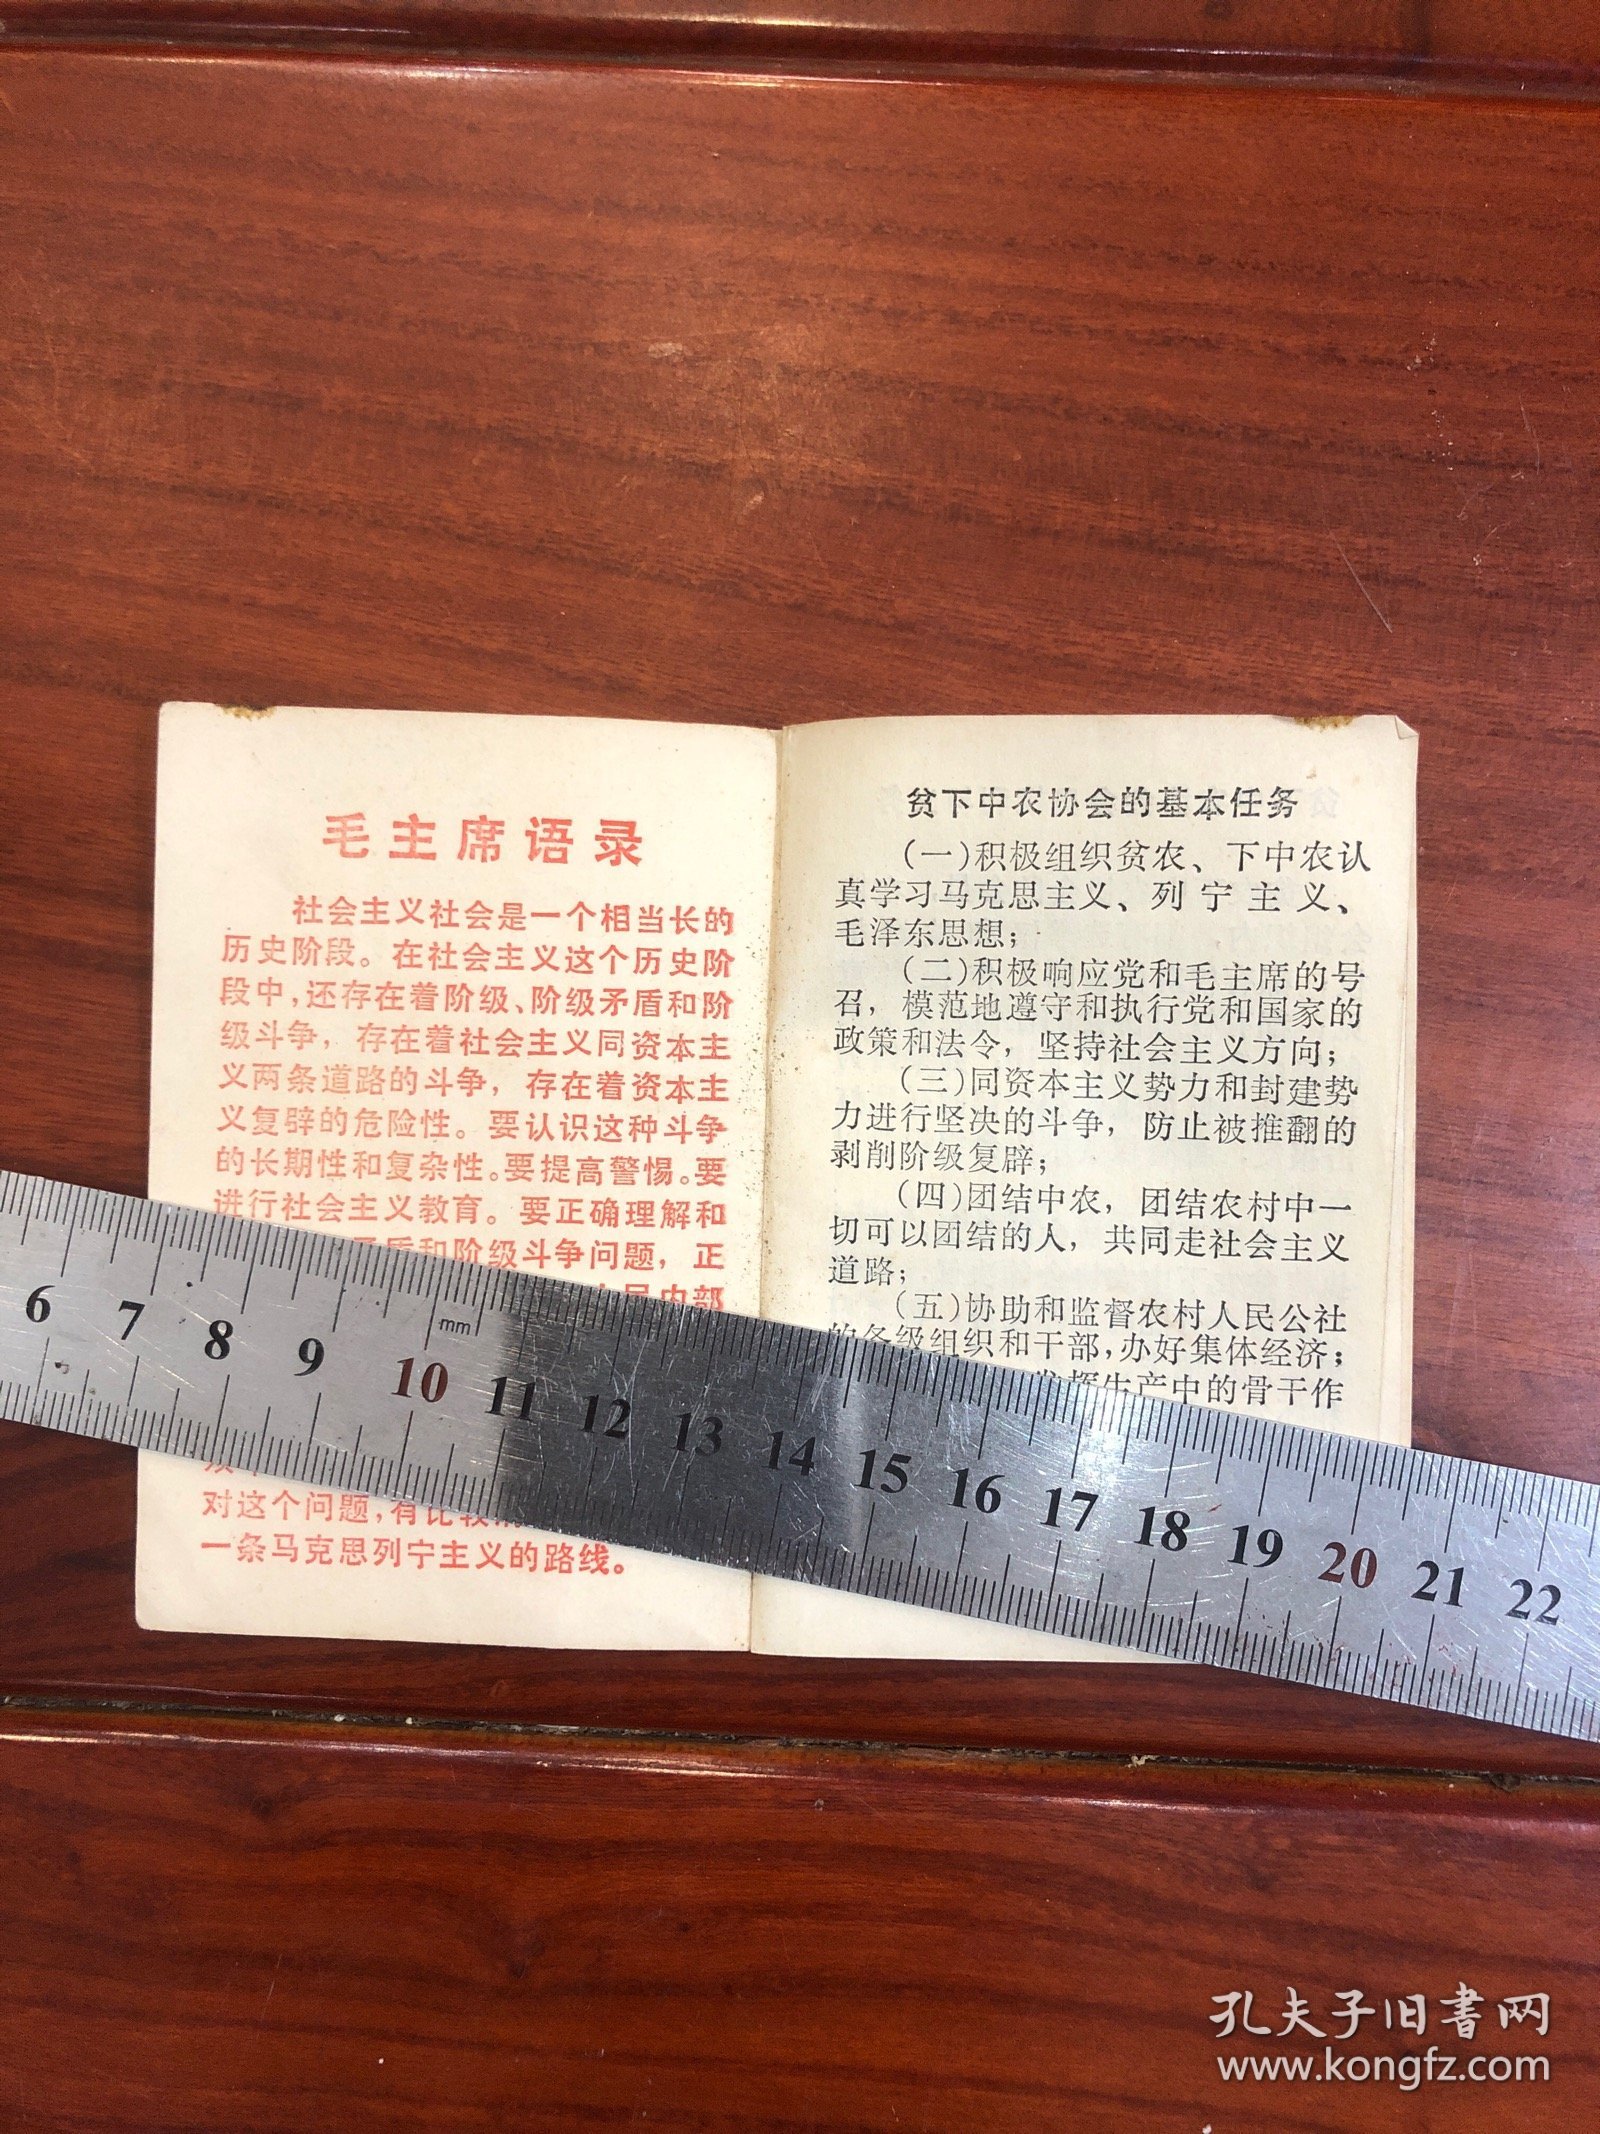 毛主席语录
社会主义社会是一个相当长的
历史阶段。在社会主义这个历史阶
段中,还存在着阶级、阶级矛盾和阶
级斗争，存在着社会主义同资本主
义两条道路的斗争，存在着资本主
义复辟的危险性。要认识这种斗争
的长期性和复杂性。要提高警惕。要
进行社会主义教育。要正确理解和
矛盾和阶级斗争问题，正
民内部
对这个问题,有比较
一条马克思列宁主义的路线。
贫下中农协会的基本任务
(一)积极组织贫农、下中农认
真学习马克思主义、列宁主义、
毛泽东思想；
(二)积极响应党和毛主席的号
召，模范地遵守和执行党和国家的
政策和法令，坚持社会主义方向；
(三)同资本主义势力和封建势
力进行坚决的斗争，防止被推翻的
剥削阶级复辟；
(四)团结中农，团结农村中一
切可以团结的人，共同走社会主义
道路；
(五)协助和监督农村人民公社
的各级组织和干部,办好集体经济；
发挥生产中的骨干作
6 7 8 9 10 11 12 13 14 15 16 17 18 19 20 21 22
mm
孔夫子旧书网
www.kongfz.com